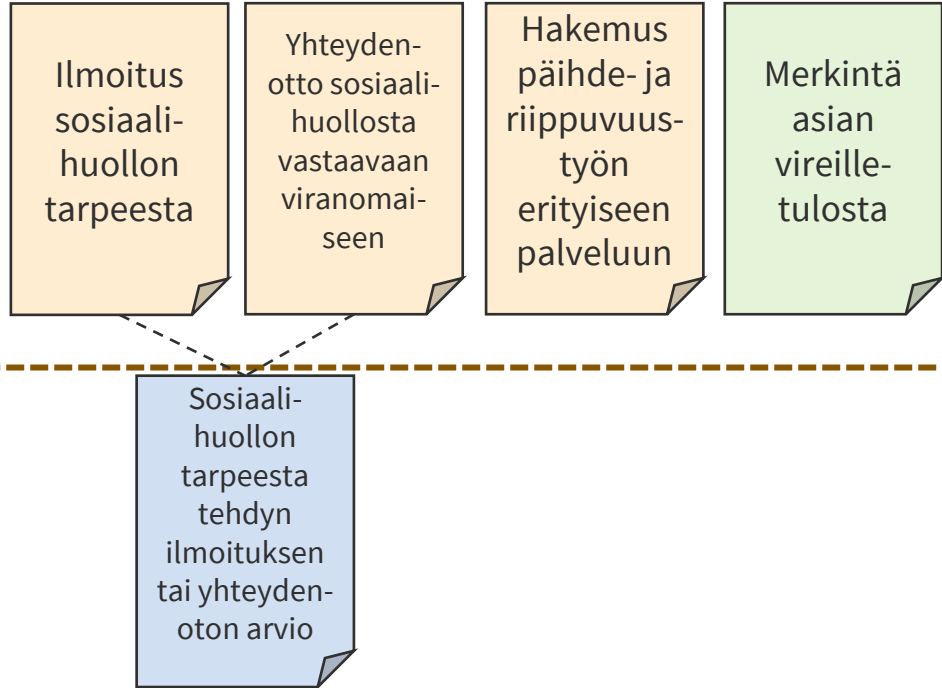 Ilmoitus
sosiaali-
huollon
tarpeesta
Yhteyden-
otto sosiaali-
huollosta
vastaavaan
viranomai-
seen
Hakemus
päihde- ja
riippuvuus-
työn
erityiseen
palveluun
Merkintä
asian
vireille-
tulosta
Sosiaali-
huollon
tarpeesta
tehdyn
ilmoituksen
tai yhteyden-
oton arvio